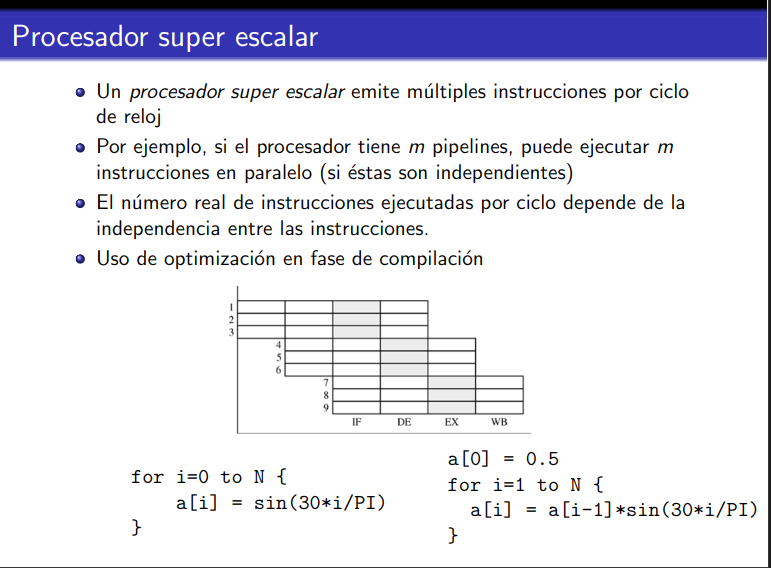 Procesador super escalar
Un procesador super escalar emite múltiples instrucciones por ciclo
de reloj
Por ejemplo, si el procesador tiene m pipelines, puede ejecutar m
instrucciones en paralelo (si éstas son independientes)
El número real de instrucciones ejecutadas por ciclo depende de la
independencia entre las instrucciones.
Uso de optimización en fase de compilación
1
2
3
4
5
6
7
8
9
IF DE EX WB
for i=0 to N {
a[i] = sin(30*i/PI)
}
a[0] = 0.5
for i=1 to N {
a[i] = a[i-1]*sin(30*i/PI)
}